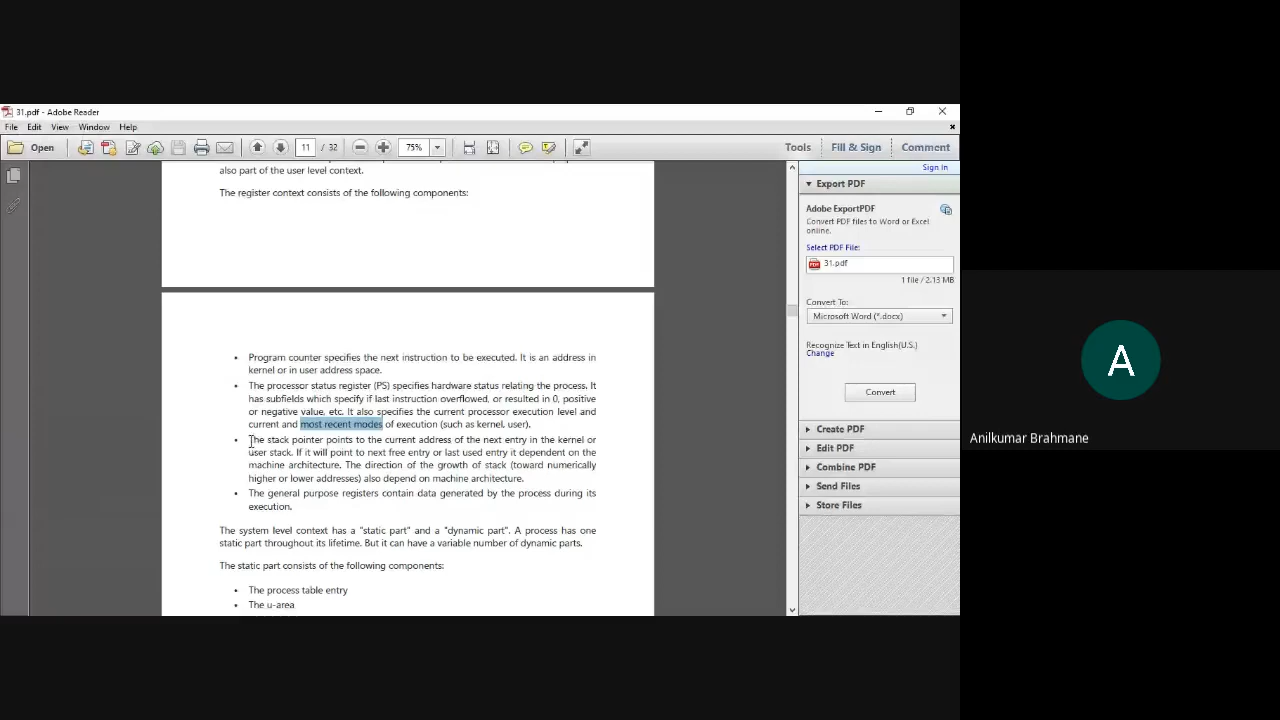 31.pdf - Adobe Reader
File Edit View Window Help
Open 11 / 32 75% Tools Fill & Sign Comment
Sign In
also part of the user level context.
The register context consists of the following components:
• Program counter specifies the next instruction to be executed. It is an address in
kernel or in user address space.
• The processor status register (PS) specifies hardware status relating the process. It
has subfields which specify if last instruction overflowed, or resulted in 0, positive
or negative value, etc. It also specifies the current processor execution level and
current and most recent modes of execution (such as kernel, user).
• The stack pointer points to the current address of the next entry in the kernel or
user stack. If it will point to next free entry or last used entry it dependent on the
machine architecture. The direction of the growth of stack (toward numerically
higher or lower addresses) also depend on machine architecture.
• The general purpose registers contain data generated by the process during its
execution.
The system level context has a "static part" and a "dynamic part". A process has one
static part throughout its lifetime. But it can have a variable number of dynamic parts.
The static part consists of the following components:
• The process table entry
• The u-area
Export PDF
Adobe ExportPDF
Convert PDF files to Word or Excel
online.
Select PDF File:
31.pdf
1 file / 2.13 MB
Convert To:
Microsoft Word (*.docx)
Recognize Text in English(U.S.)
Change
Convert
Create PDF
Edit PDF
Combine PDF
Send Files
Store Files
A
Anilkumar Brahmane